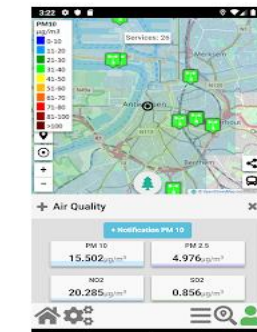 3:22
PM10
µg/m3
0-10
11-20
21-30
31-40
41-50
51-60
61-70
71-80
81-100
>100
Services: 26
Merksem
Antwerpen
Berchem
+ Air Quality ×
+ Notification PM 10
PM 10
15.502µg/m³
PM 2.5
4.976µg/m³
NO2
20.285µg/m³
SO2
0.856µg/m³